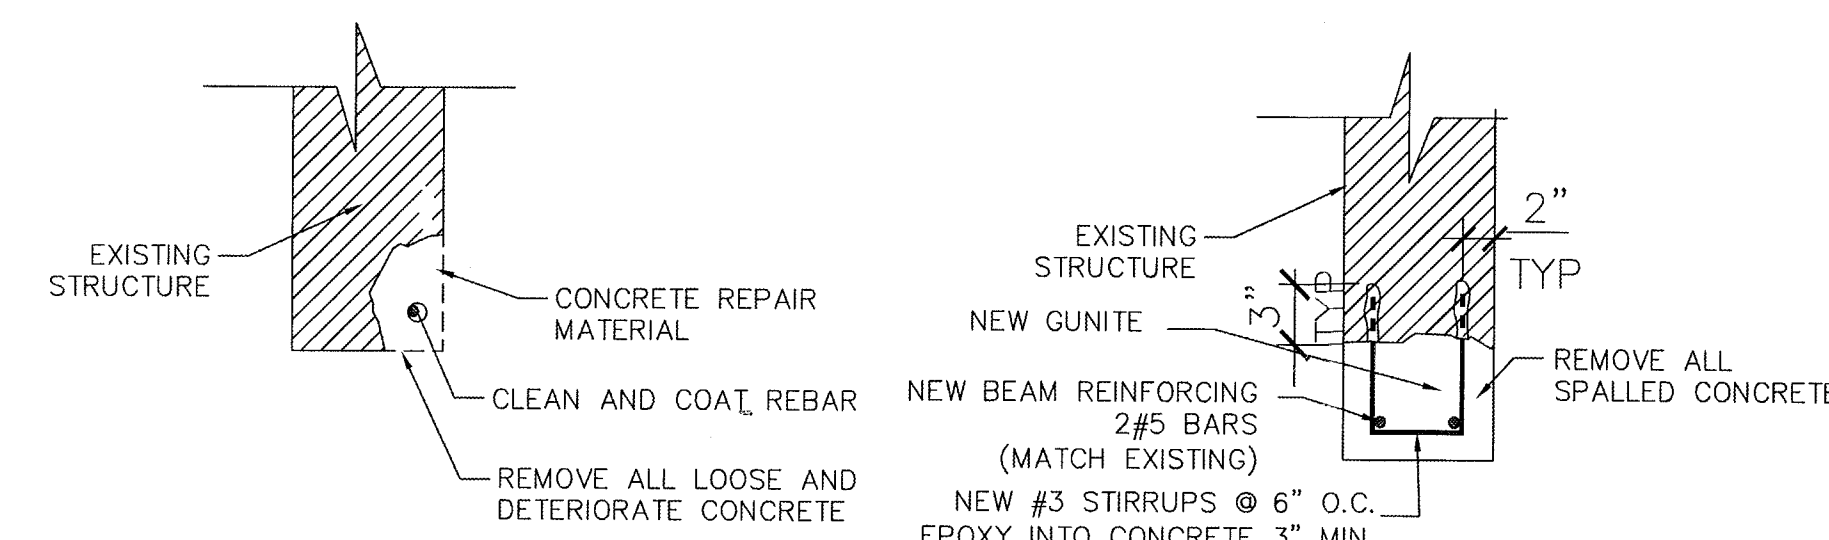 EXISTING
STRUCTURE
CONCRETE REPAIR
MATERIAL
CLEAN AND COAT REBAR
REMOVE ALL LOOSE AND
DETERIORATE CONCRETE
2"
TYP
EXISTING
STRUCTURE
3"
TYP
NEW GUNITE
REMOVE ALL
SPALLED CONCRETE
NEW BEAM REINFORCING
2#5 BARS
(MATCH EXISTING)
NEW #3 STIRRUPS @ 6" O.C.
EPOXY INTO CONCRETE 3" MIN